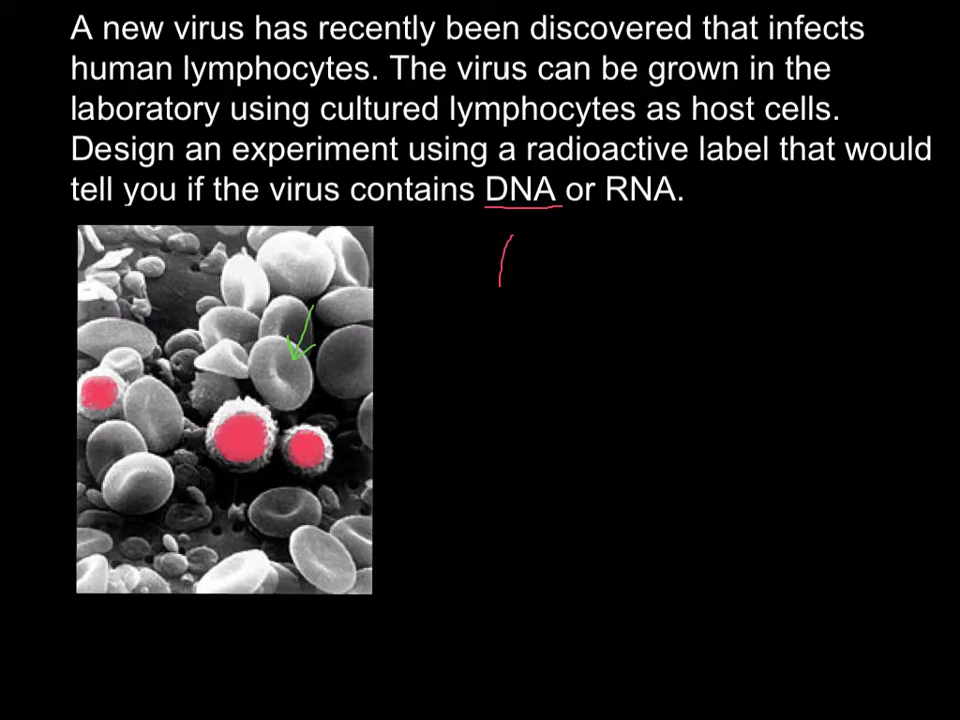 A new virus has recently been discovered that infects
human lymphocytes. The virus can be grown in the
laboratory using cultured lymphocytes as host cells.
Design an experiment using a radioactive label that would
tell you if the virus contains DNA or RNA.